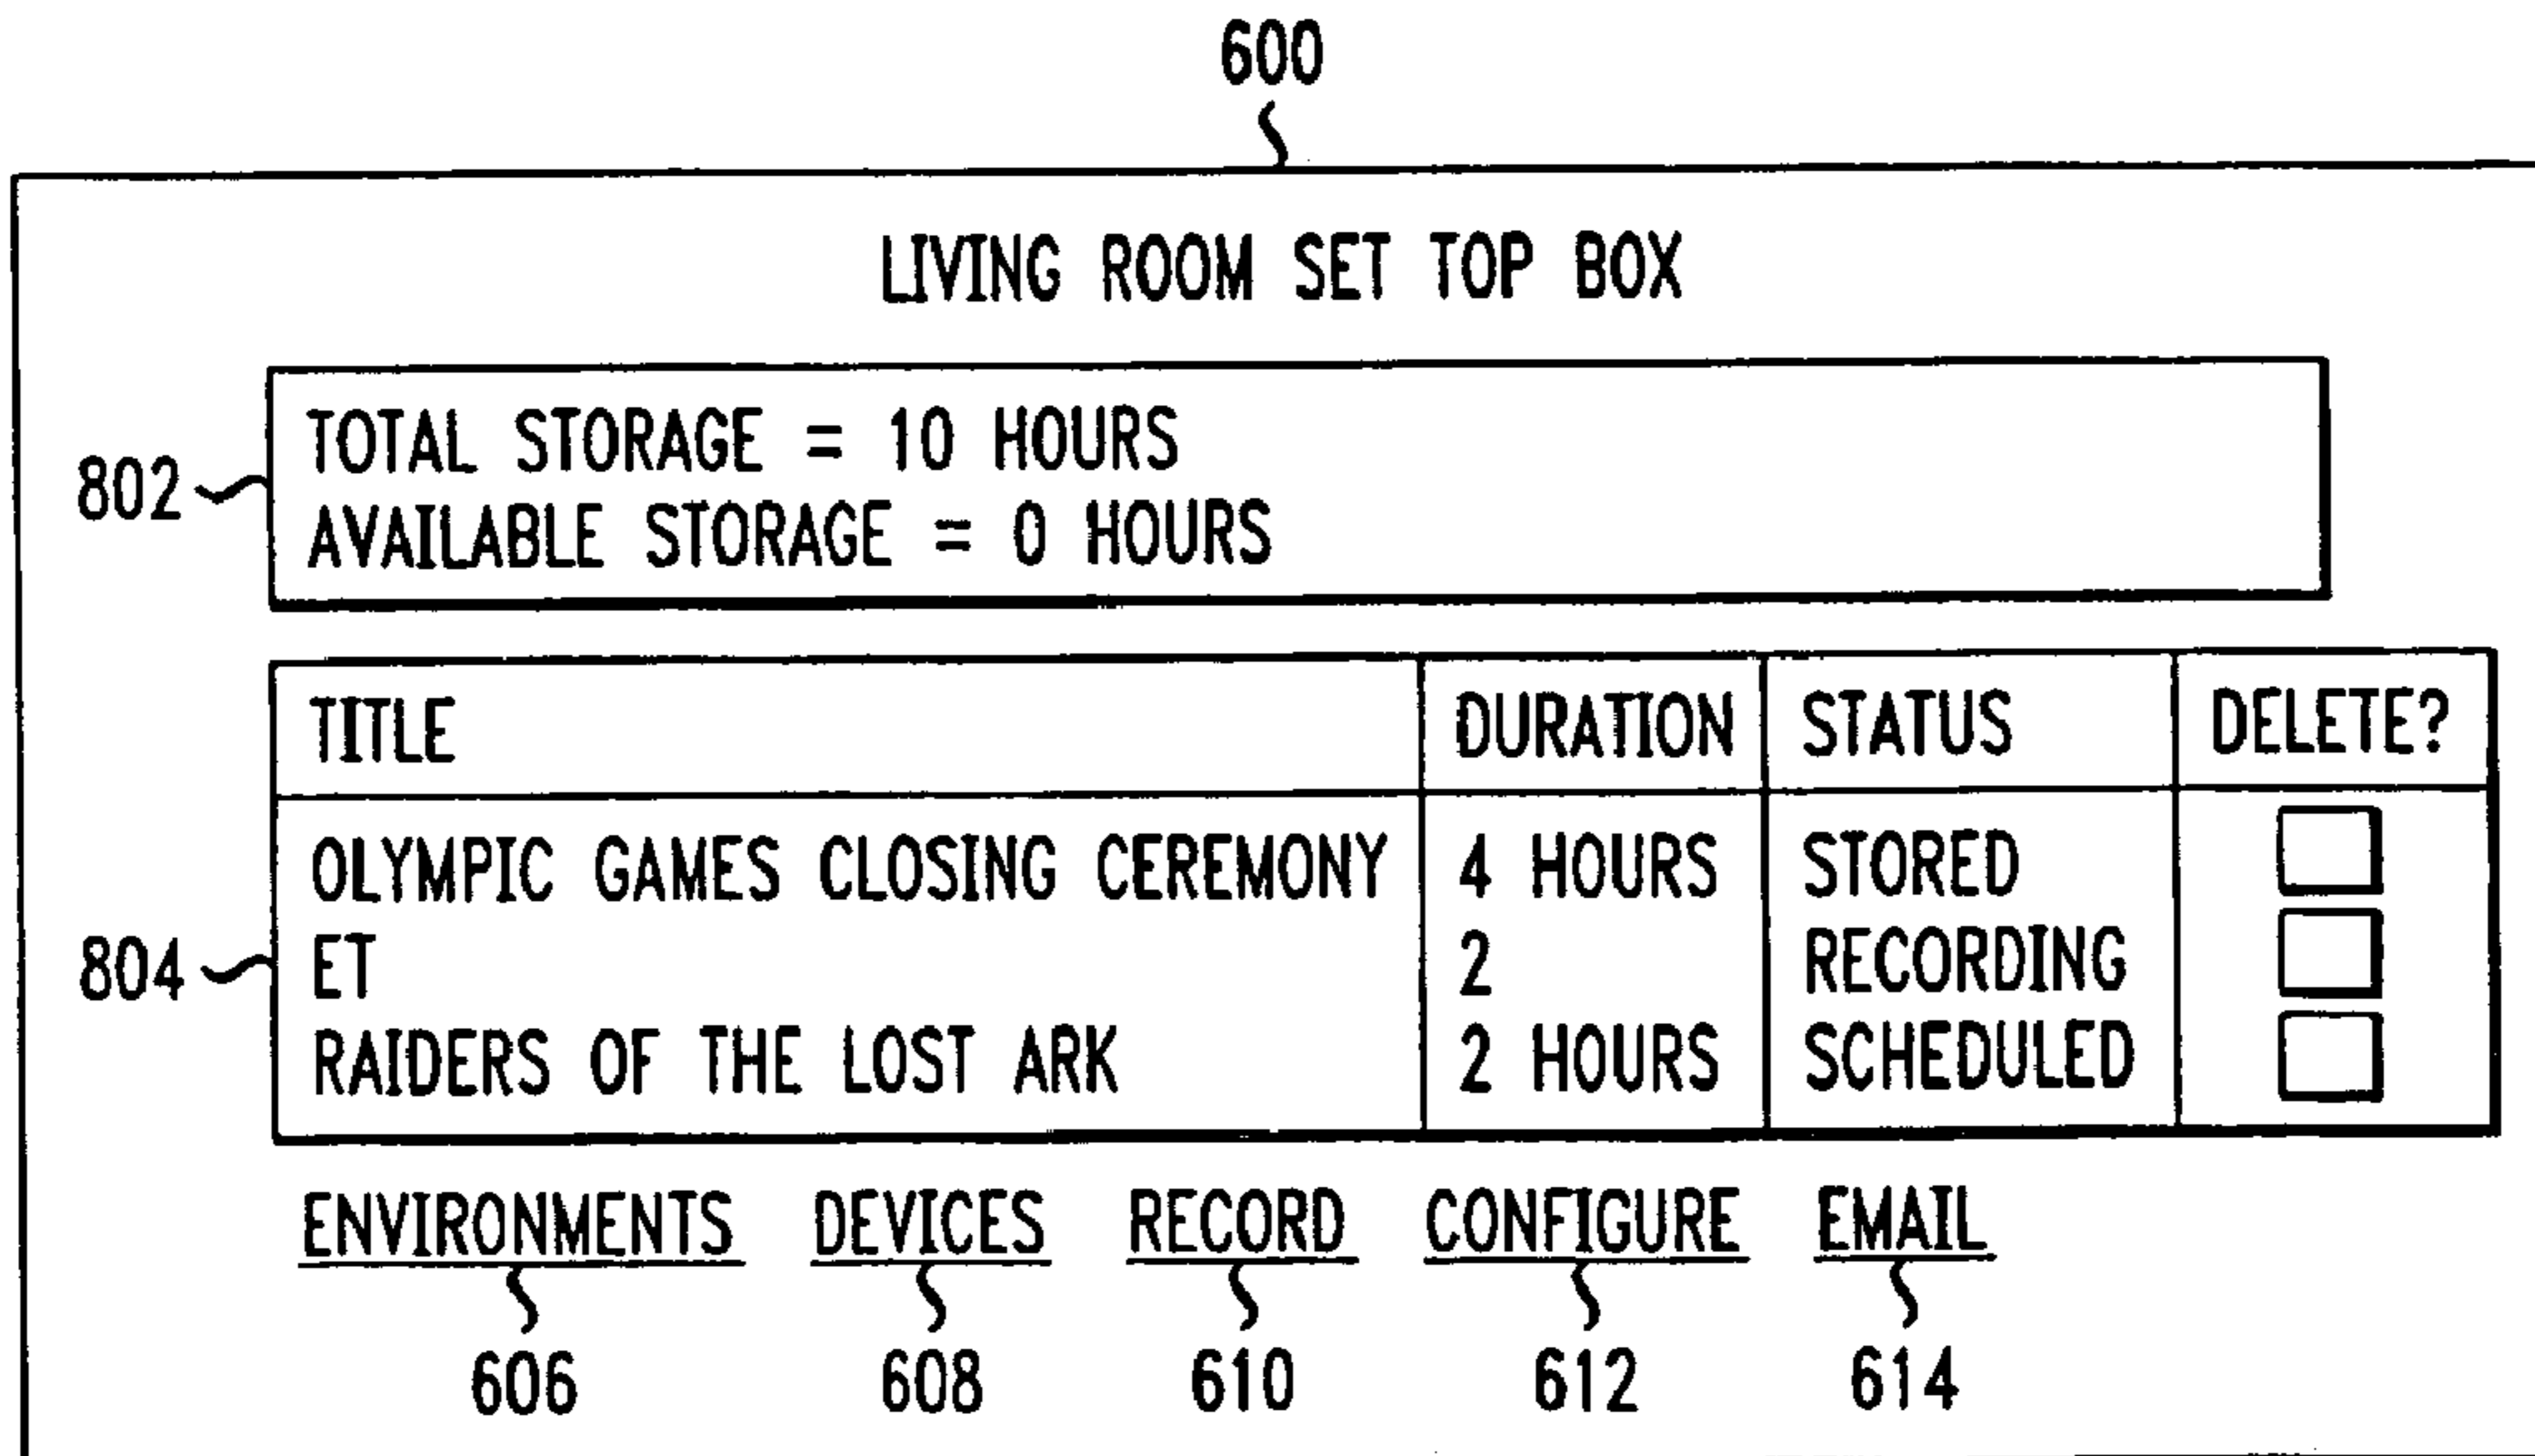 600
LIVING ROOM SET TOP BOX
802
TOTAL STORAGE = 10 HOURS
AVAILABLE STORAGE = 0 HOURS
TITLE DURATION STATUS DELETE?
OLYMPIC GAMES CLOSING CEREMONY 4 HOURS STORED
804 ET 2 RECORDING
RAIDERS OF THE LOST ARK 2 HOURS SCHEDULED
ENVIRONMENTS DEVICES RECORD CONFIGURE EMAIL
606 608 610 612 614